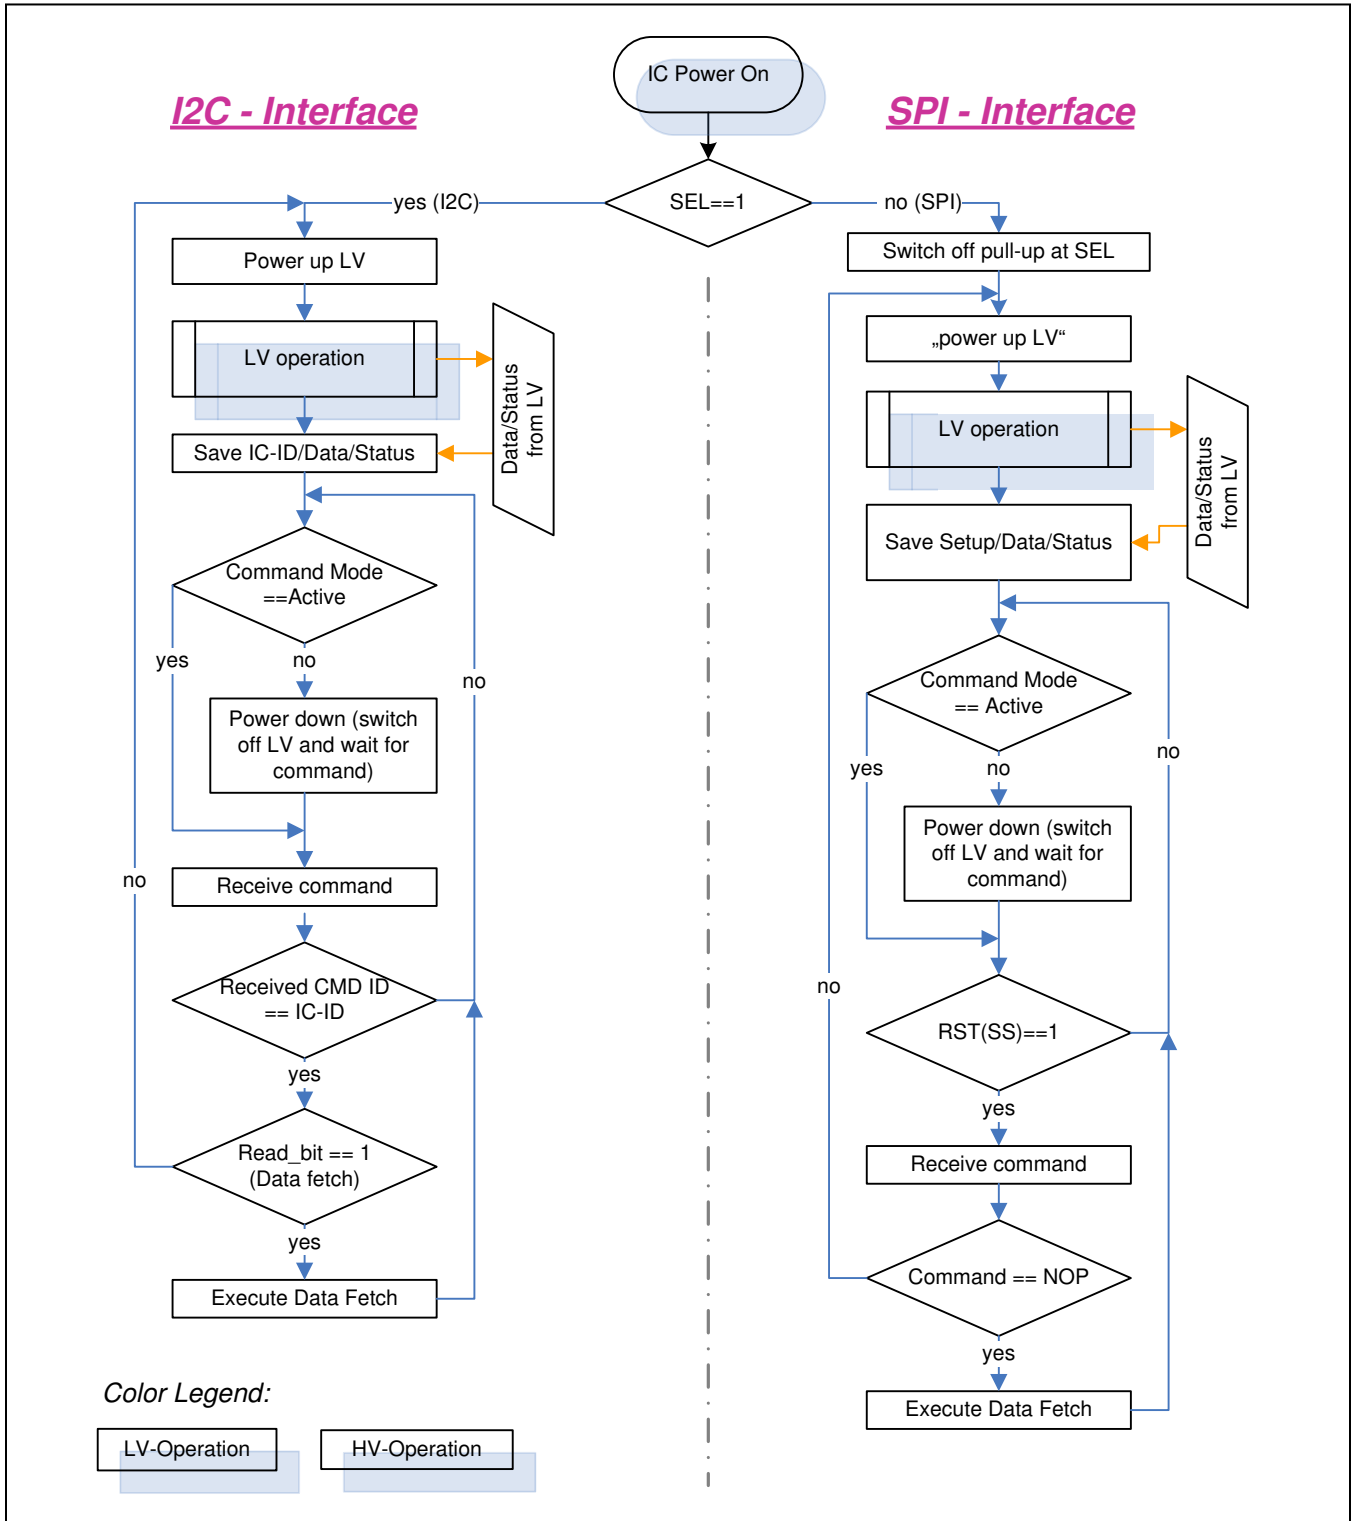 IC Power On
I2C - Interface
SPI - Interface
SEL==1
yes (I2C)
no (SPI)
Power up LV
LV operation
Data/Status
from LV
Save IC-ID/Data/Status
Command Mode
==Active
yes
no
no
Power down (switch
off LV and wait for
command)
no
Receive command
Received CMD ID
== IC-ID
yes
Read_bit == 1
(Data fetch)
yes
Execute Data Fetch
Switch off pull-up at SEL
„power up LV“
LV operation
Data/Status
from LV
Save Setup/Data/Status
Command Mode
== Active
yes
no
no
Power down (switch
off LV and wait for
command)
no
RST(SS)==1
yes
Receive command
Command == NOP
yes
Execute Data Fetch
Color Legend:
LV-Operation
HV-Operation